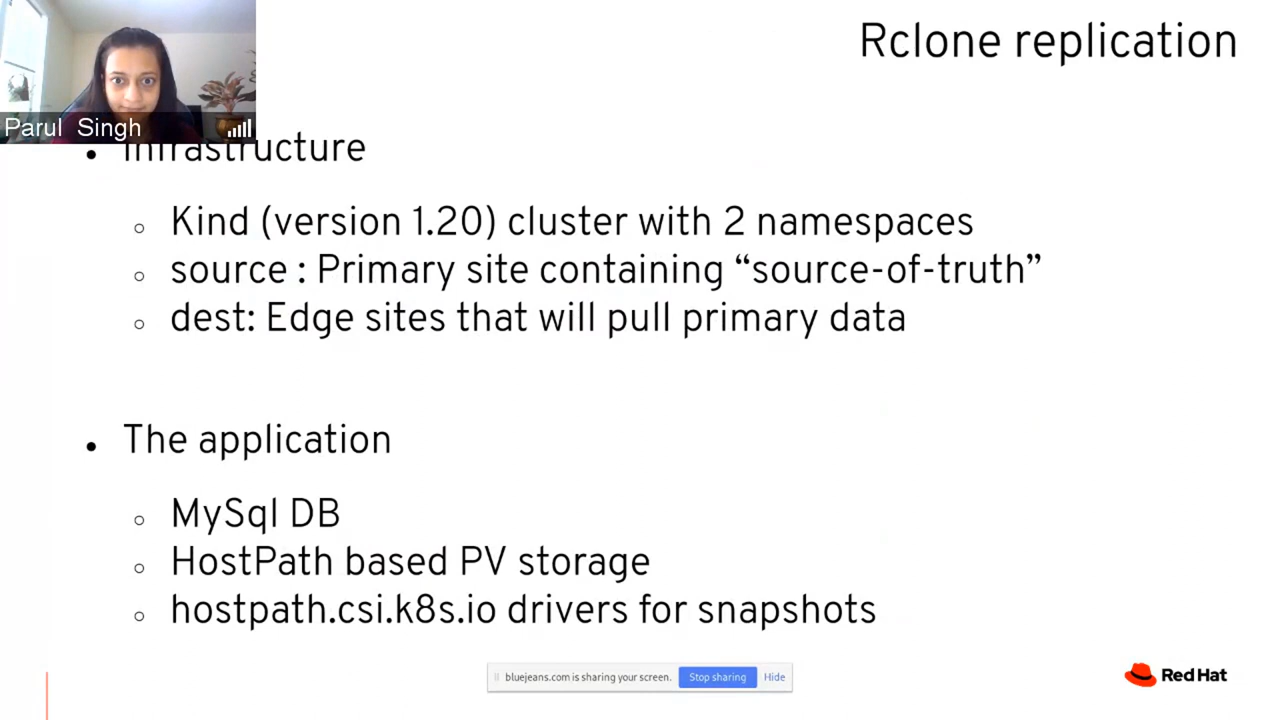 Rclone replication
Parul Singh
Infrastructure
Kind (version 1.20) cluster with 2 namespaces
source : Primary site containing “source-of-truth”
dest: Edge sites that will pull primary data
The application
MySql DB
HostPath based PV storage
hostpath.csi.k8s.io drivers for snapshots
bluejeans.com is sharing your screen. Stop sharing Hide
Red Hat